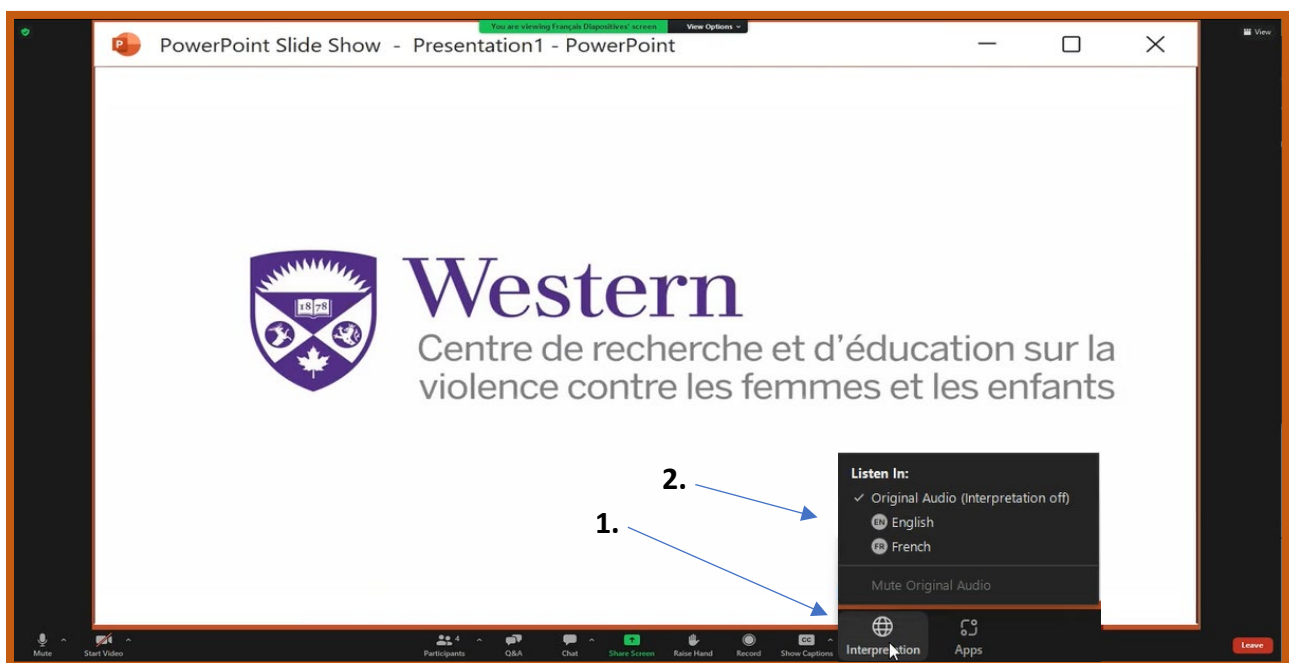 You are viewing Français Diapositives' screen View Options
View
PowerPoint Slide Show - Presentation1 - PowerPoint
18 78
Western
Centre de recherche et d'éducation sur la
violence contre les femmes et les enfants
2.
1.
Listen In:
Original Audio (Interpretation off)
EN English
FR French
Mute Original Audio
Mute Start Video Participants 4 Q&A Chat Share Screen Raise Hand Record CC Show Captions Interpretation Apps Leave